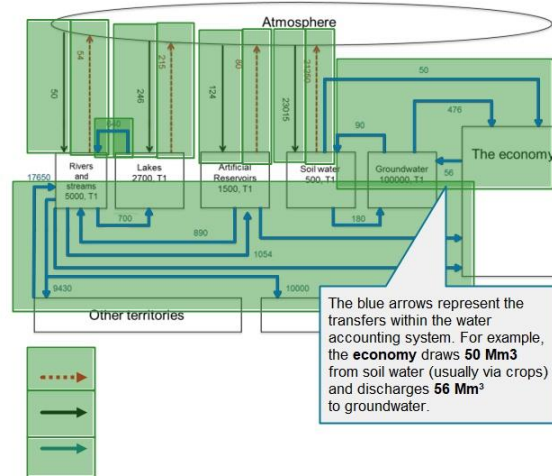 Atmosphere
50
54
246
215
124
60
23015
21260
50
476
640
90
The economy
Rivers
and
streams
5000, T1
Lakes
2700, T1
Artificial
Reservoirs
1500, T1
Soil water
500, T1
Groundwater
100000, T1
56
17650
700
180
890
1054
9430
10000
Other territories
The blue arrows represent the
transfers within the water
accounting system. For example,
the economy draws 50 Mm3
from soil water (usually via crops)
and discharges 56 Mm³
to groundwater.